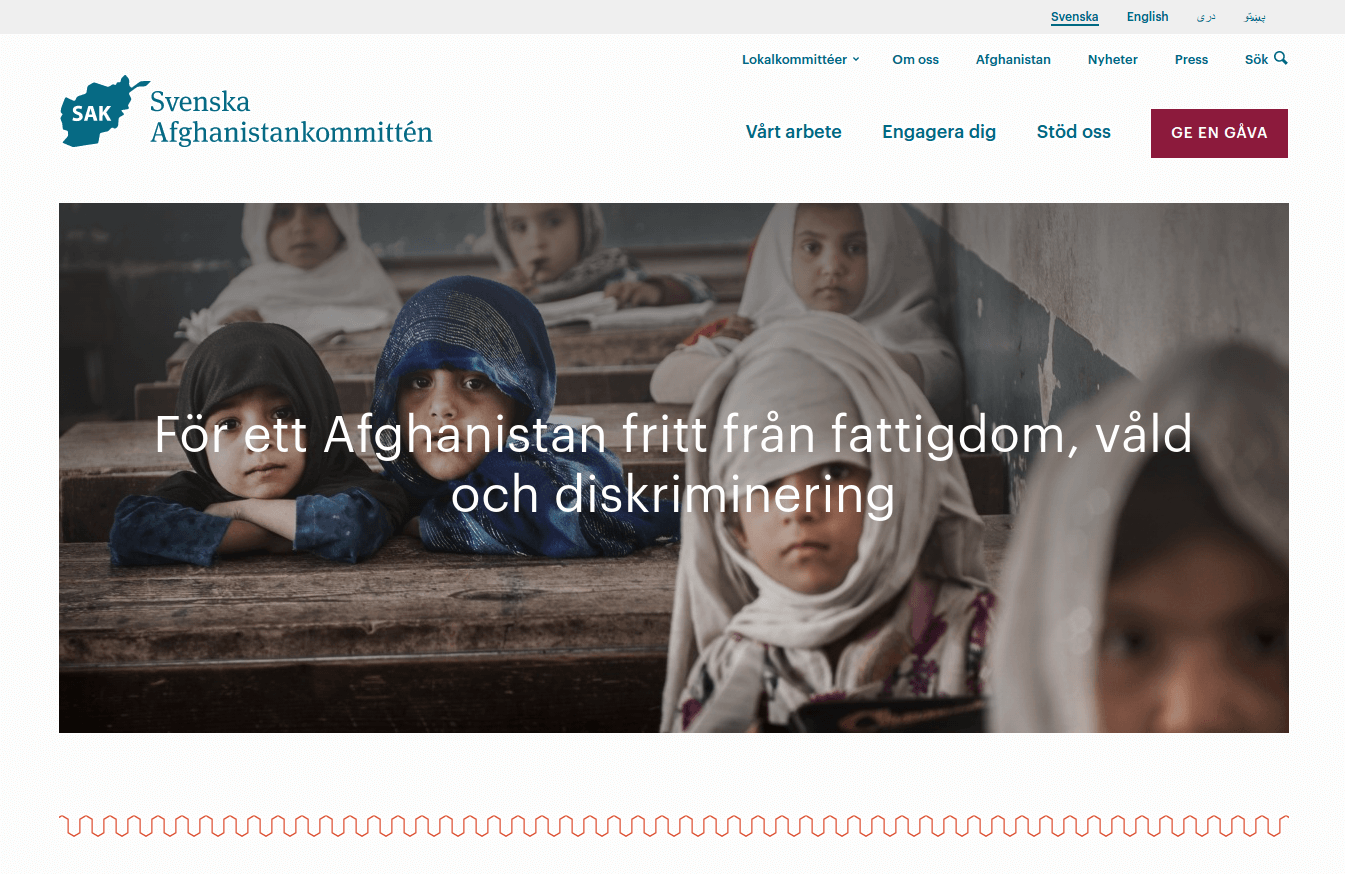 Svenska English دری پښتو
Lokalkommittéer Om oss Afghanistan Nyheter Press Sök
SAK Svenska
Afghanistankommittén
Vårt arbete Engagera dig Stöd oss GE EN GÅVA
För ett Afghanistan fritt från fattigdom, våld
och diskriminering